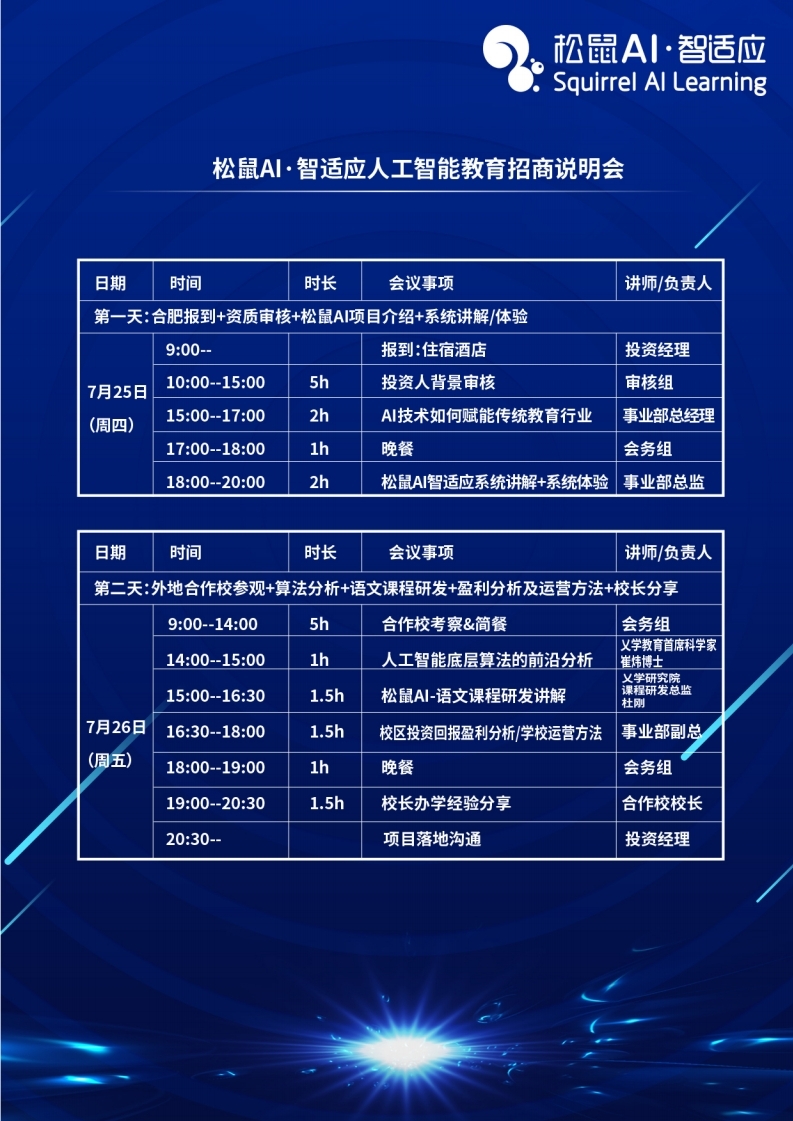 松鼠AI·智适应
Squirrel AI Learning
松鼠AI·智适应人工智能教育招商说明会
日期 时间 时长 会议事项 讲师/负责人
第一天:合肥报到+资质审核+松鼠AI项目介绍+系统讲解/体验
7月25日
(周四)
9:00-- 报到:住宿酒店 投资经理
10:00--15:00 5h 投资人背景审核 审核组
15:00--17:00 2h AI技术如何赋能传统教育行业 事业部总经理
17:00--18:00 1h 晚餐 会务组
18:00--20:00 2h 松鼠AI智适应系统讲解+系统体验 事业部总监
日期 时间 时长 会议事项 讲师/负责人
第二天:外地合作校参观+算法分析+语文课程研发+盈利分析及运营方法+校长分享
7月26日
(周五)
9:00--14:00 5h 合作校考察&简餐 会务组
14:00--15:00 1h 人工智能底层算法的前沿分析 乂学教育首席科学家
崔炜博士
15:00--16:30 1.5h 松鼠AI-语文课程研发讲解 乂学研究院
课程研发总监
杜刚
16:30--18:00 1.5h 校区投资回报盈利分析/学校运营方法 事业部副总
18:00--19:00 1h 晚餐 会务组
19:00--20:30 1.5h 校长办学经验分享 合作校校长
20:30-- 项目落地沟通 投资经理